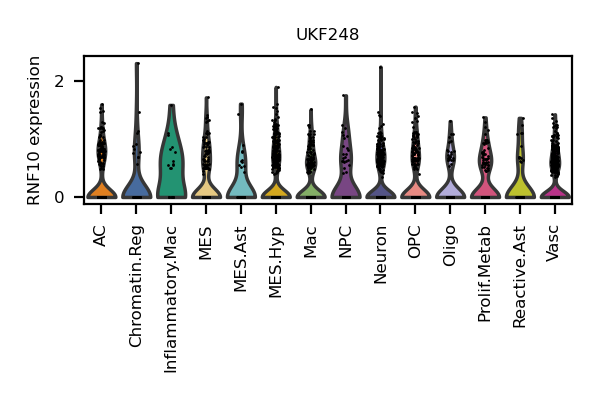 UKF248
RNF10 expression
2
0
AC
Chromatin.Reg
Inflammatory.Mac
MES
MES.Ast
MES.Hyp
Mac
NPC
Neuron
OPC
Oligo
Prolif.Metab
Reactive.Ast
Vasc